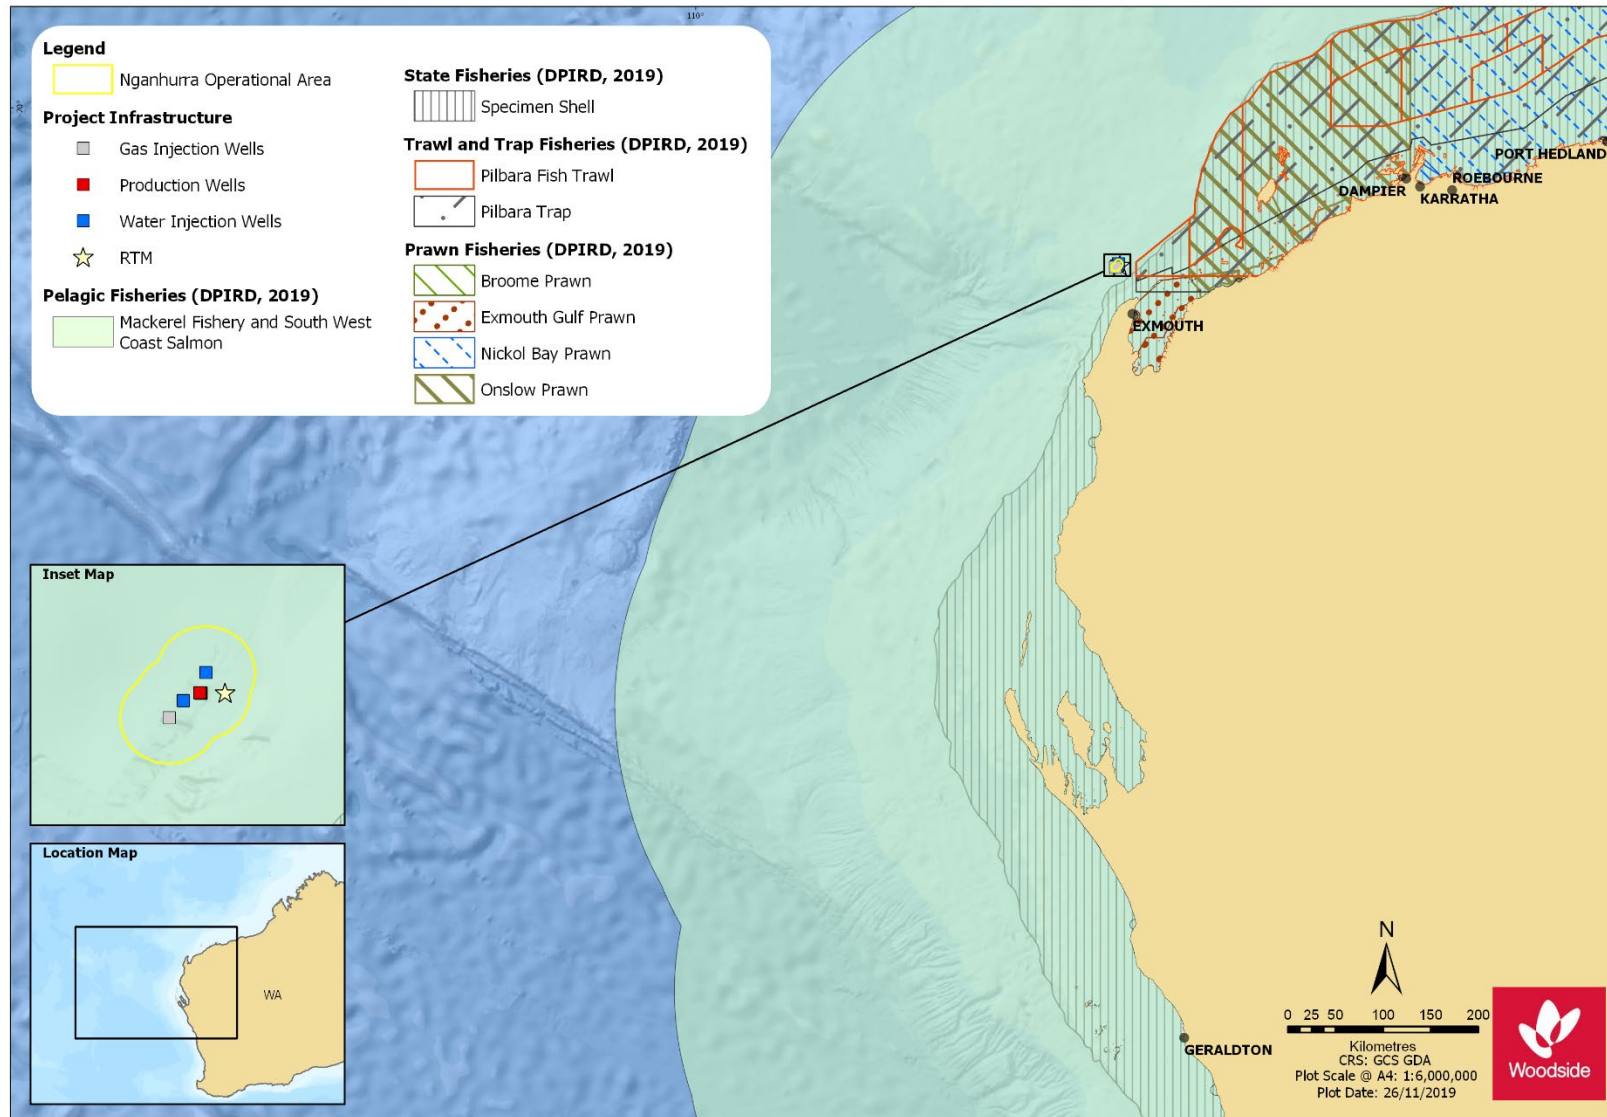 110°
20°
Legend
Nganhurra Operational Area
Project Infrastructure
Gas Injection Wells
Production Wells
Water Injection Wells
RTM
Pelagic Fisheries (DPIRD, 2019)
Mackerel Fishery and South West
Coast Salmon
State Fisheries (DPIRD, 2019)
Specimen Shell
Trawl and Trap Fisheries (DPIRD, 2019)
Pilbara Fish Trawl
Pilbara Trap
Prawn Fisheries (DPIRD, 2019)
Broome Prawn
Exmouth Gulf Prawn
Nickol Bay Prawn
Onslow Prawn
PORT HEDLAND
ROEBOURNE
DAMPIER
KARRATHA
EXMOUTH
GERALDTON
Inset Map
Location Map
WA
N
0 25 50 100 150 200
Kilometres
CRS: GCS GDA
Plot Scale @ A4: 1:6,000,000
Plot Date: 26/11/2019
Woodside